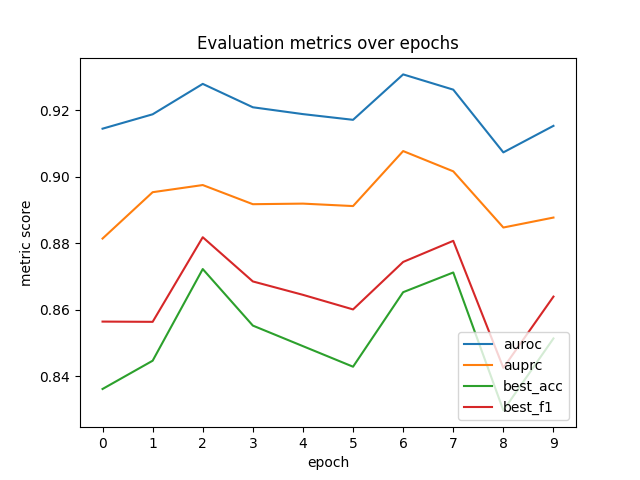 Evaluation metrics over epochs
metric score
0.92
0.90
0.88
0.86
0.84
auroc
auprc
best_acc
best_f1
0 1 2 3 4 5 6 7 8 9
epoch